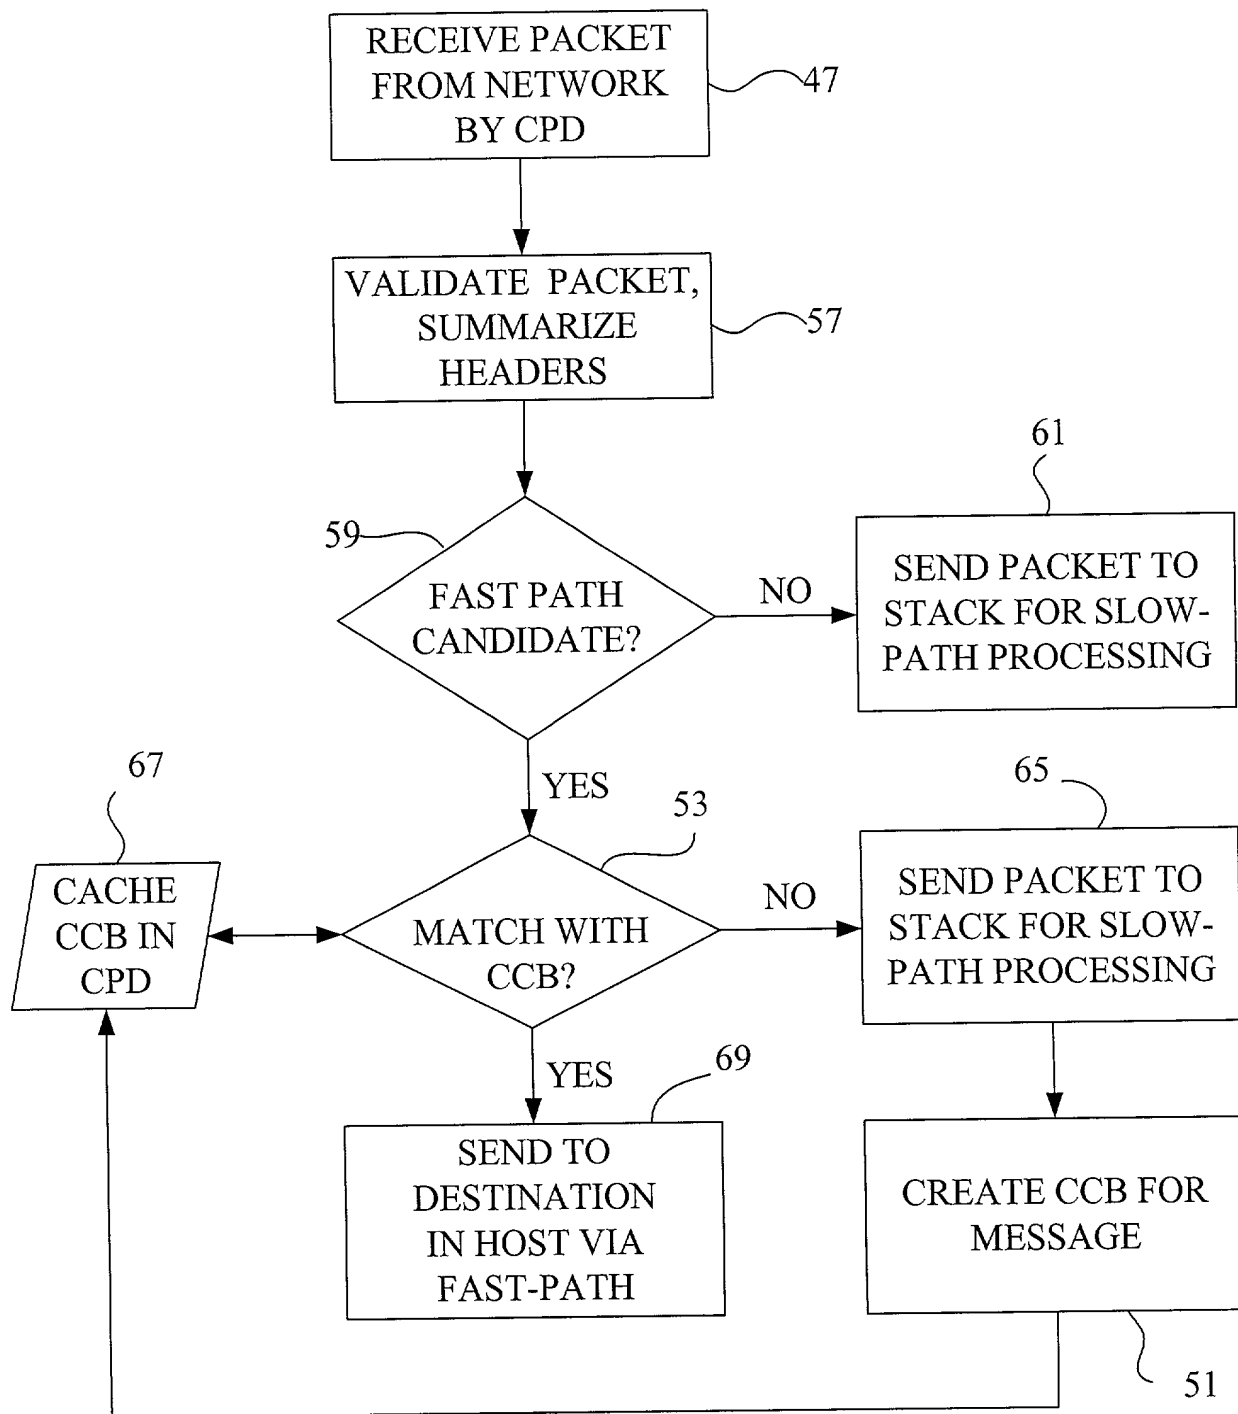 RECEIVE PACKET
FROM NETWORK
BY CPD
47
VALIDATE PACKET,
SUMMARIZE
HEADERS
57
59
FAST PATH
CANDIDATE?
NO
61
SEND PACKET TO
STACK FOR SLOW-
PATH PROCESSING
YES
67
CACHE
CCB IN
CPD
53
MATCH WITH
CCB?
NO
65
SEND PACKET TO
STACK FOR SLOW-
PATH PROCESSING
YES
69
SEND TO
DESTINATION
IN HOST VIA
FAST-PATH
CREATE CCB FOR
MESSAGE
51